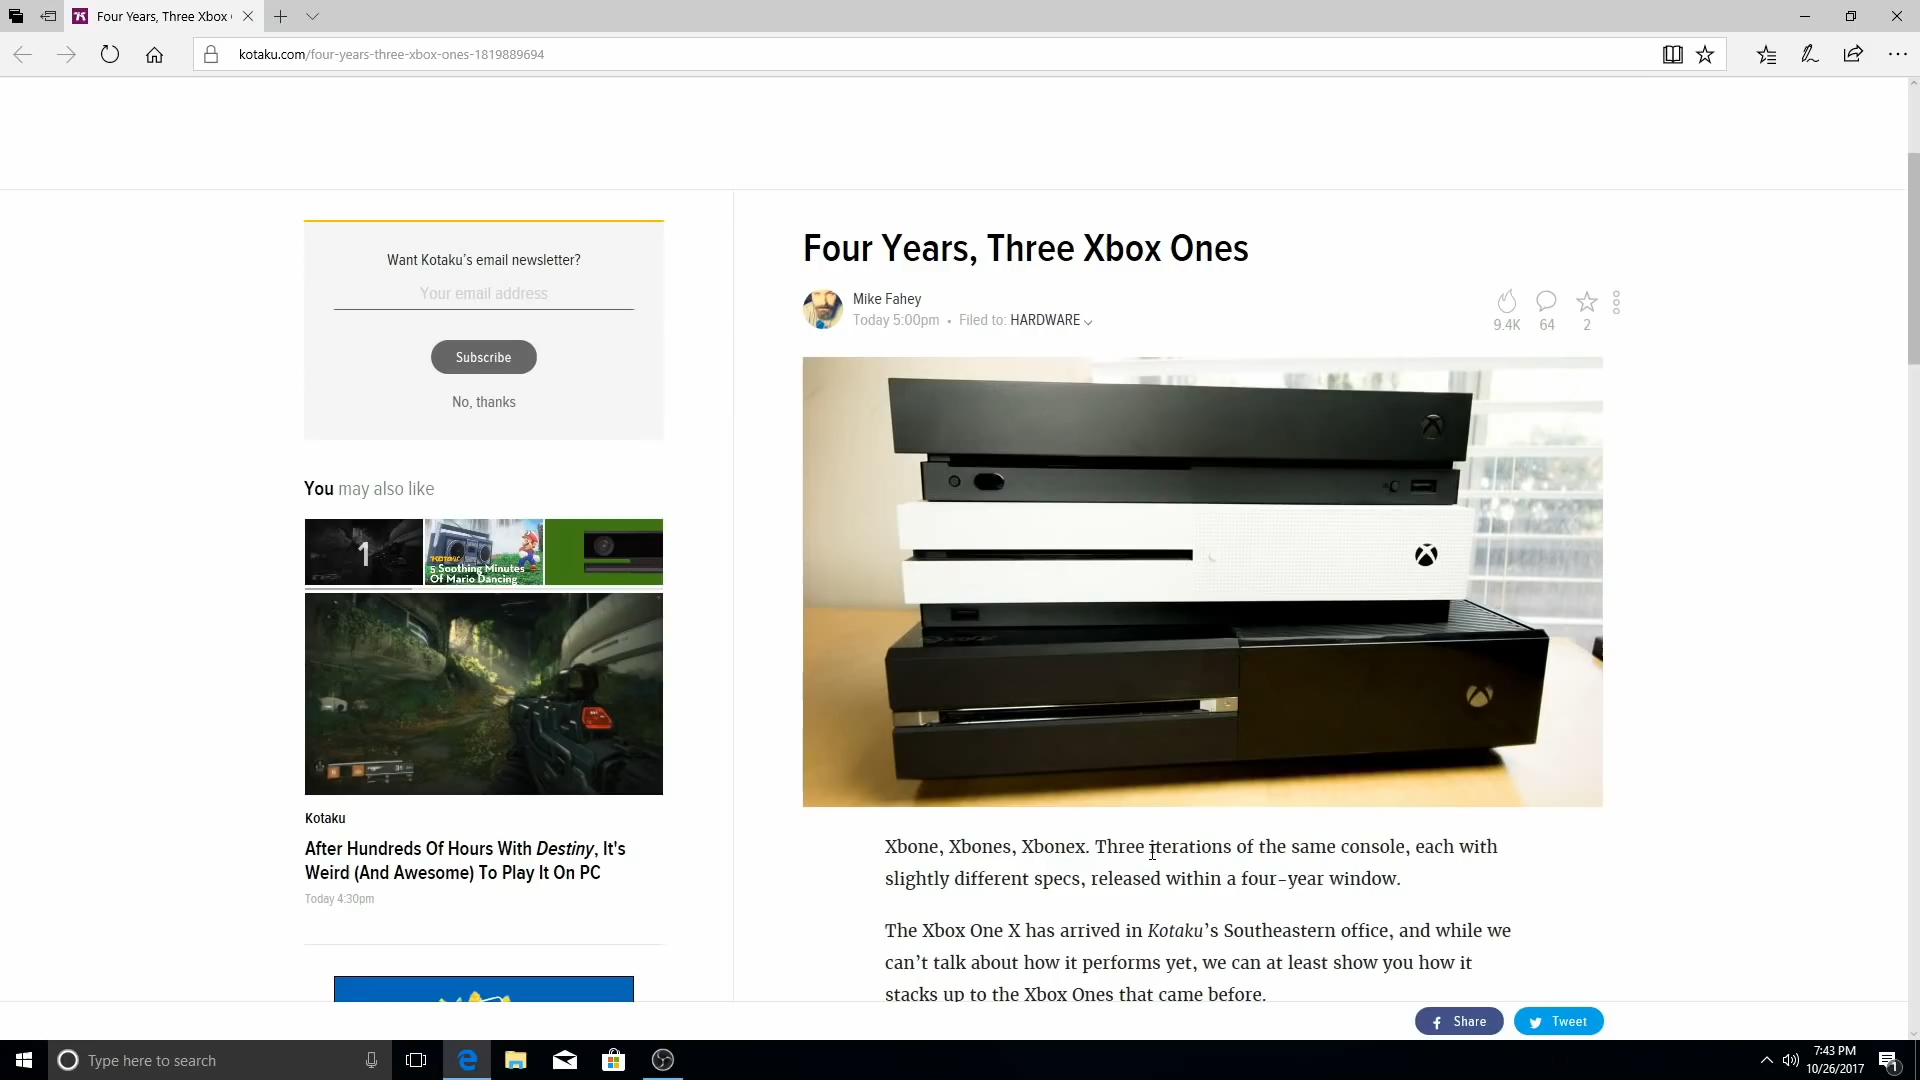 Four Years, Three Xbox
kotaku.com/four-years-three-xbox-ones-1819889694
Want Kotaku’s email newsletter?
Your email address
Subscribe
No, thanks
You may also like
1
KOTAKU
5 Soothing Minutes
Of Mario Dancing
Kotaku
After Hundreds Of Hours With Destiny, It's
Weird (And Awesome) To Play It On PC
Today 4:30pm
Four Years, Three Xbox Ones
Mike Fahey
Today 5:00pm • Filed to: HARDWARE
9.4K 64 2
Xbone, Xbones, Xbonex. Three iterations of the same console, each with
slightly different specs, released within a four-year window.
The Xbox One X has arrived in Kotaku’s Southeastern office, and while we
can’t talk about how it performs yet, we can at least show you how it
stacks up to the Xbox Ones that came before.
Share Tweet
Type here to search
7:43 PM
10/26/2017
1